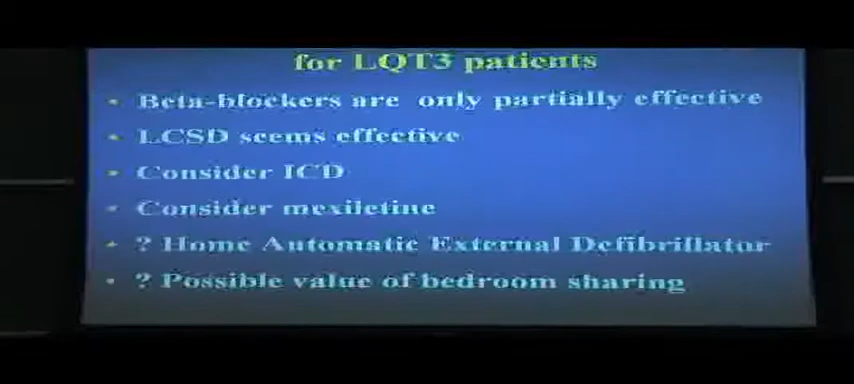 for LQT3 patients
• Beta-blockers are only partially effective
• LCSD seems effective
• Consider ICD
• Consider mexiletine
• ? Home Automatic External Defibrillator
• ? Possible value of bedroom sharing